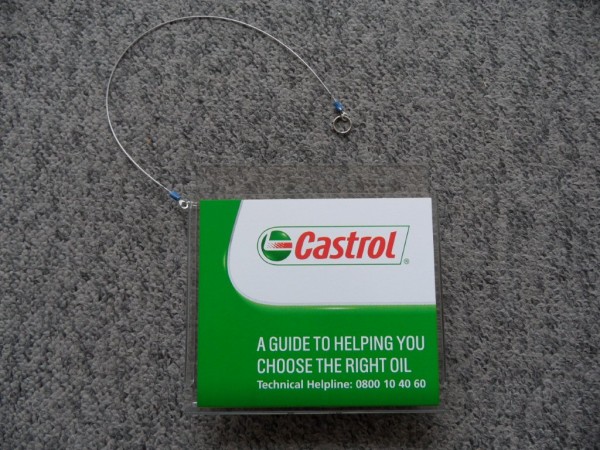 Castrol®
A GUIDE TO HELPING YOU
CHOOSE THE RIGHT OIL
Technical Helpline: 0800 10 40 60